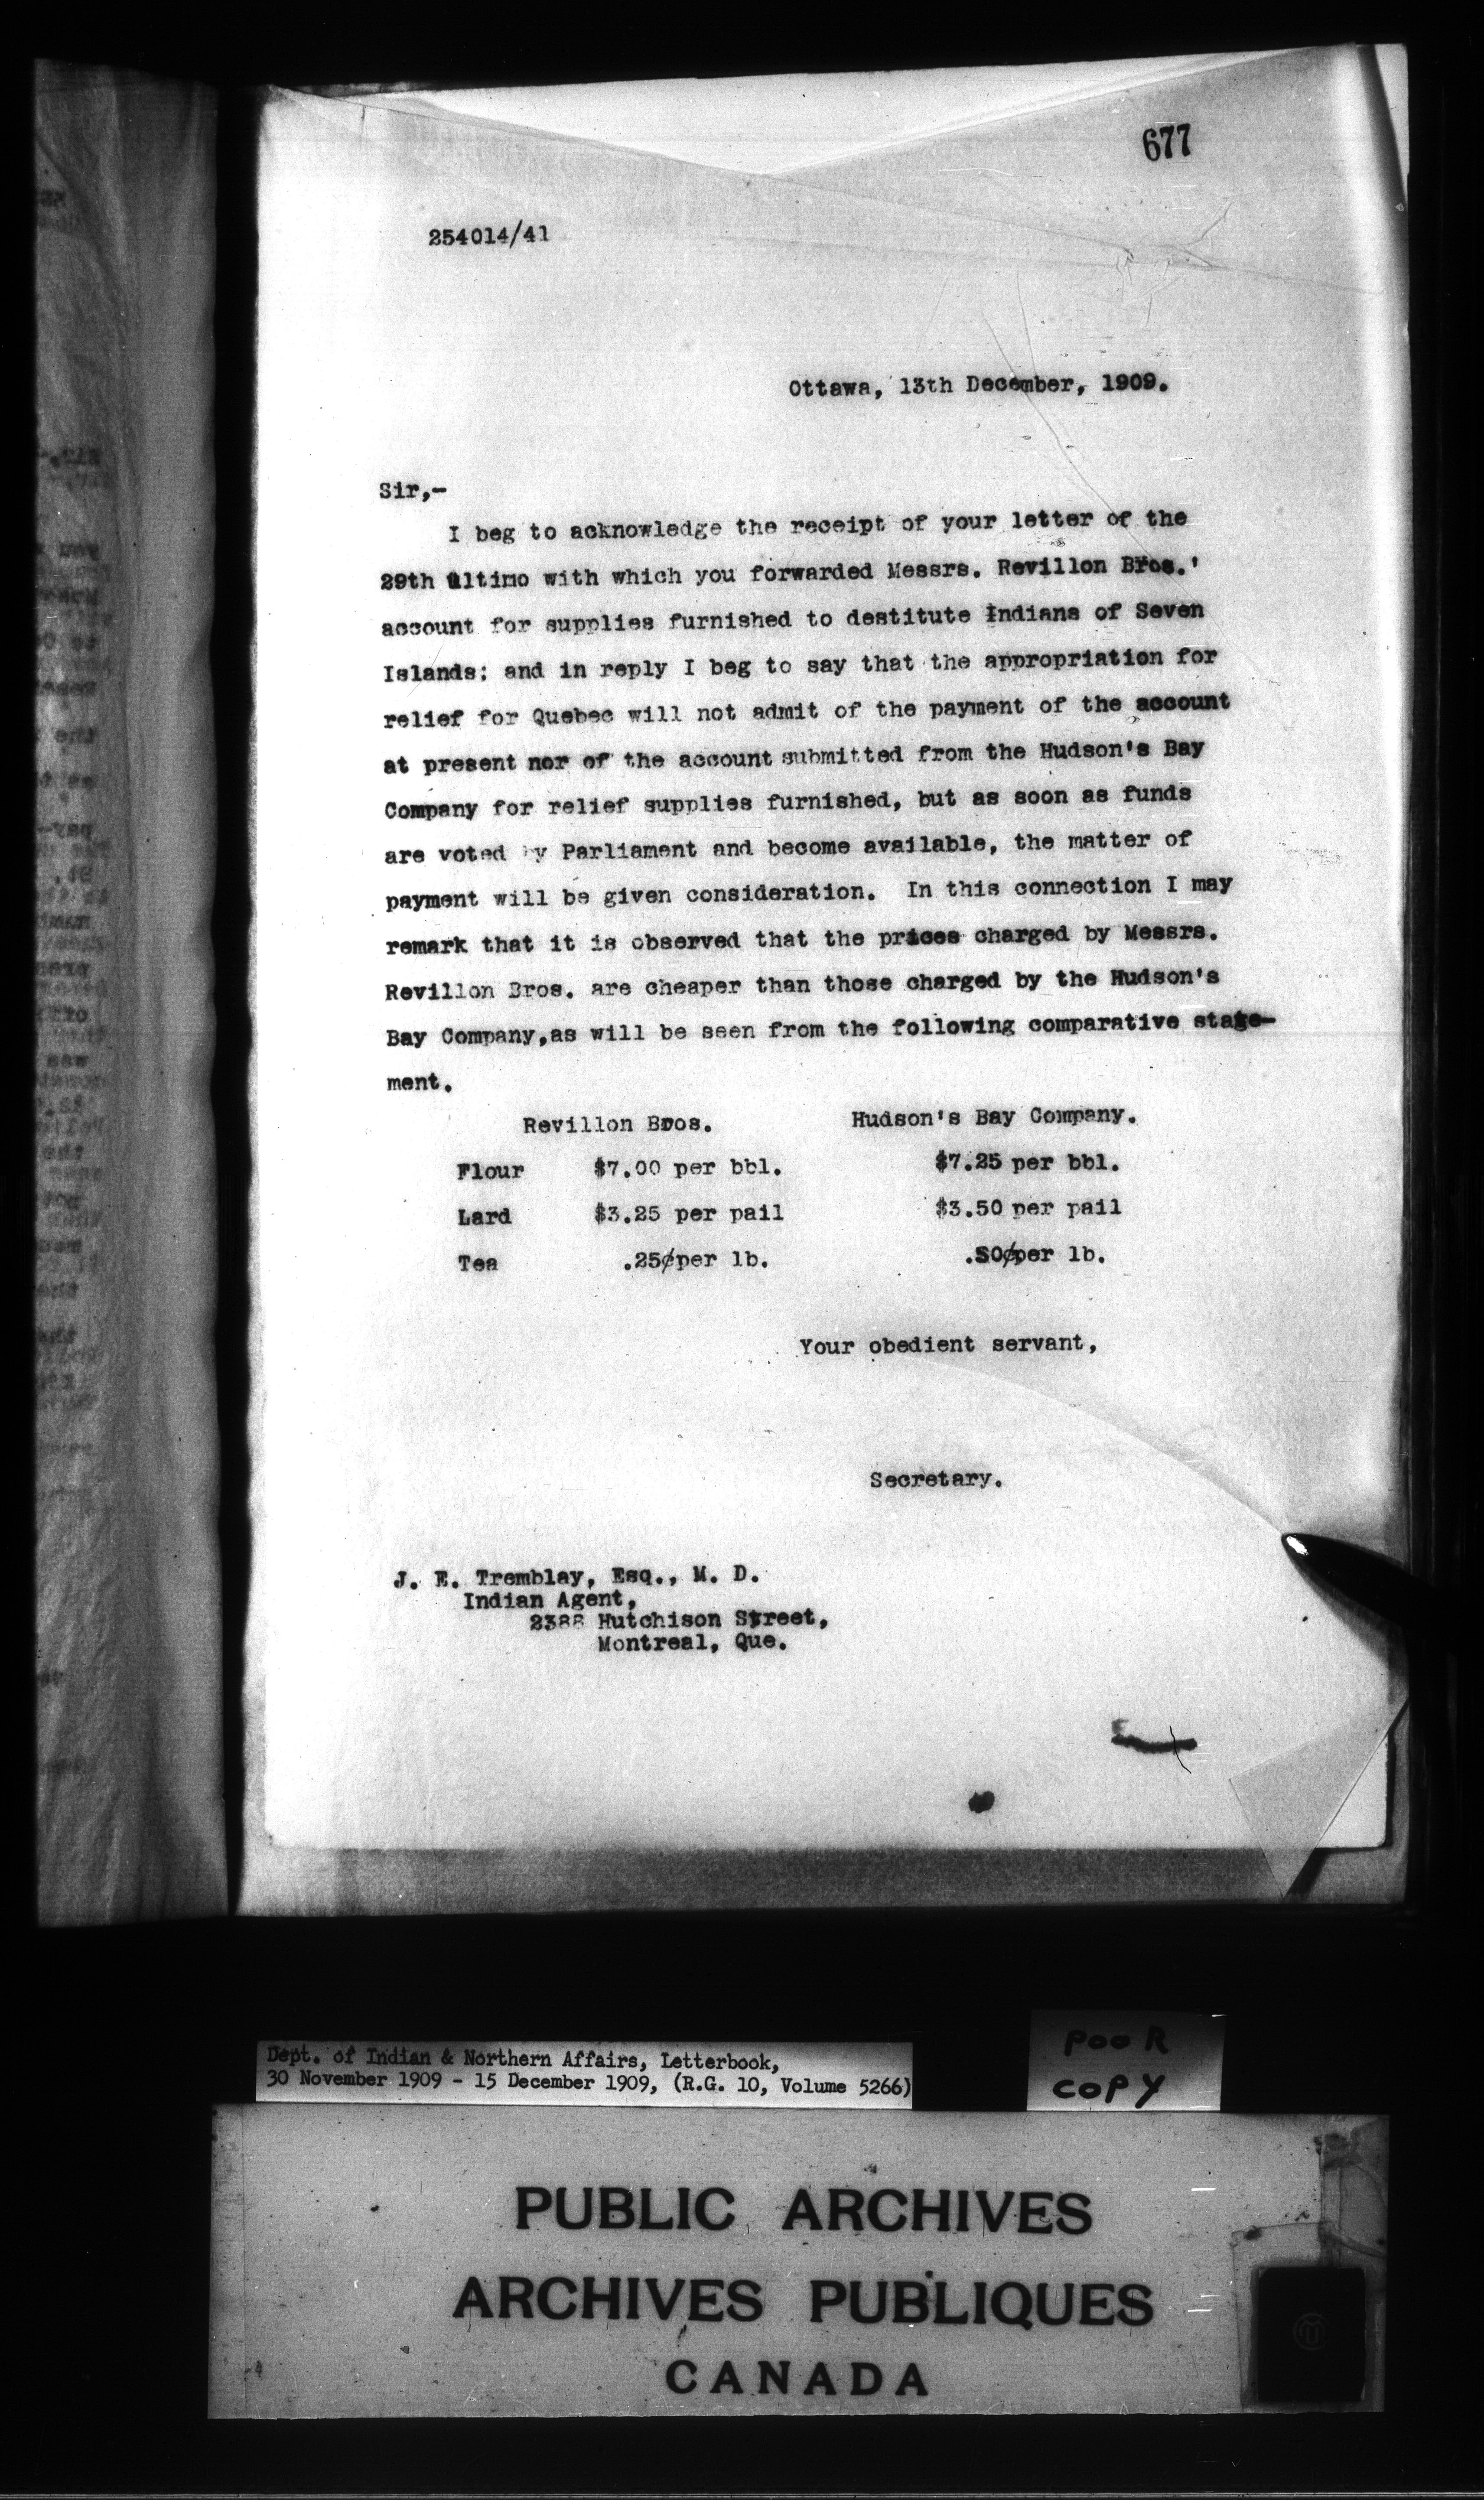 677
254014/41
Ottawa, 13th December, 1909.
Sir,-
I beg to acknowledge the receipt of your letter of the
29th ultimo with which you forwarded Messrs. Revillon Bros.'
account for supplies furnished to destitute Indians of Seven
Islands; and in reply I beg to say that the appropriation for
relief for Quebec will not admit of the payment of the account
at present nor of the account submitted from the Hudson's Bay
Company for relief supplies furnished, but as soon as funds
are voted by Parliament and become available, the matter of
payment will be given consideration. In this connection I may
remark that it is observed that the prices charged by Messrs.
Revillon Bros. are cheaper than those charged by the Hudson's
Bay Company,as will be seen from the following comparative state-
ment.
Revillon Bros. Hudson's Bay Company.
Flour $7.00 per bbl. $7.25 per bbl.
Lard $3.25 per pail $3.50 per pail
Tea .25¢per lb. per lb.
Your obedient servant,
Secretary.
J. E. Tremblay, Esq., M. D.
Indian Agent,
2388 Hutchison Street,
Montreal, Que.
Dept. of Indian & Northern Affairs, Letterbook,
30 November 1909 - 15 December 1909, (R.G. 10, Volume 5266)
POOR
COPY
PUBLIC ARCHIVES
ARCHIVES PUBLIQUES
CANADA